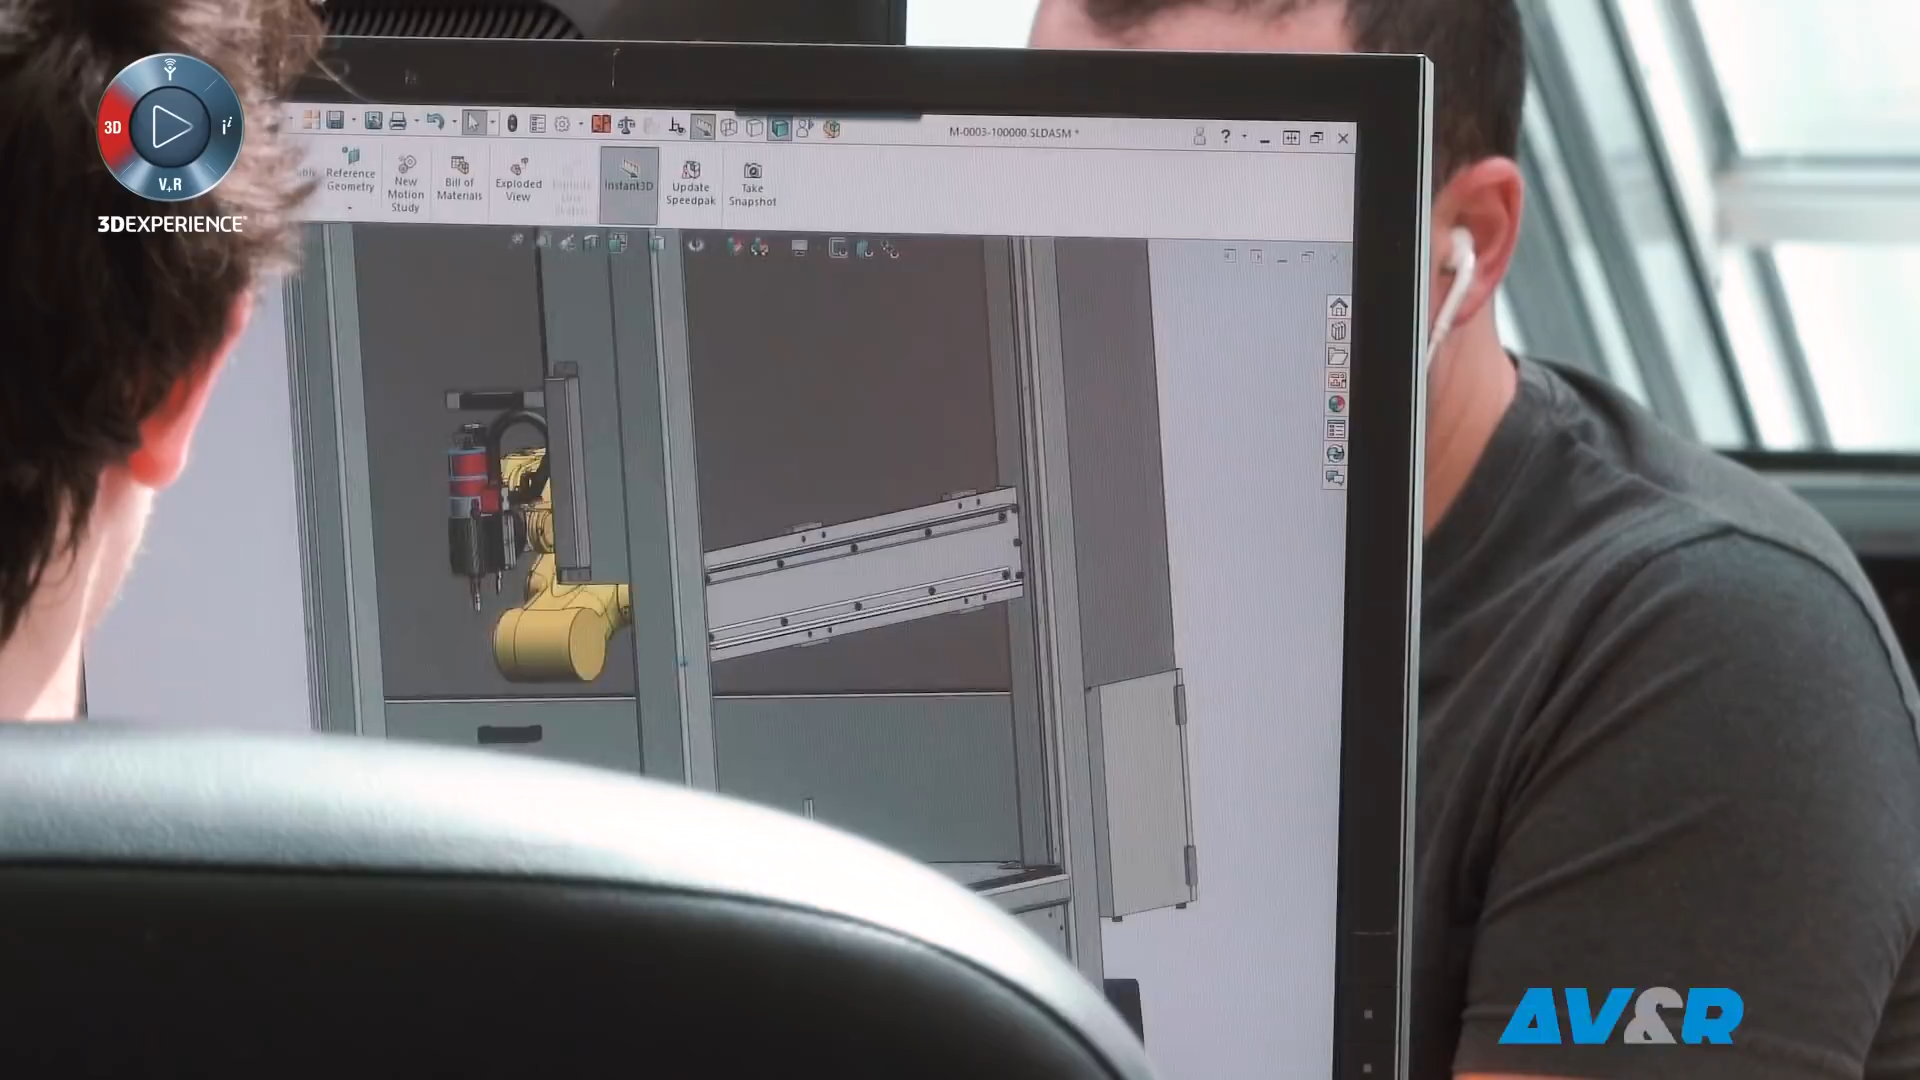 3D
V+R
i
3DEXPERIENCE
M-0003-100000.SLDASM *
?
Reference
Geometry
New
Motion
Study
Bill of
Materials
Exploded
View
Instant3D
Update
Speedpak
Take
Snapshot
AV&R